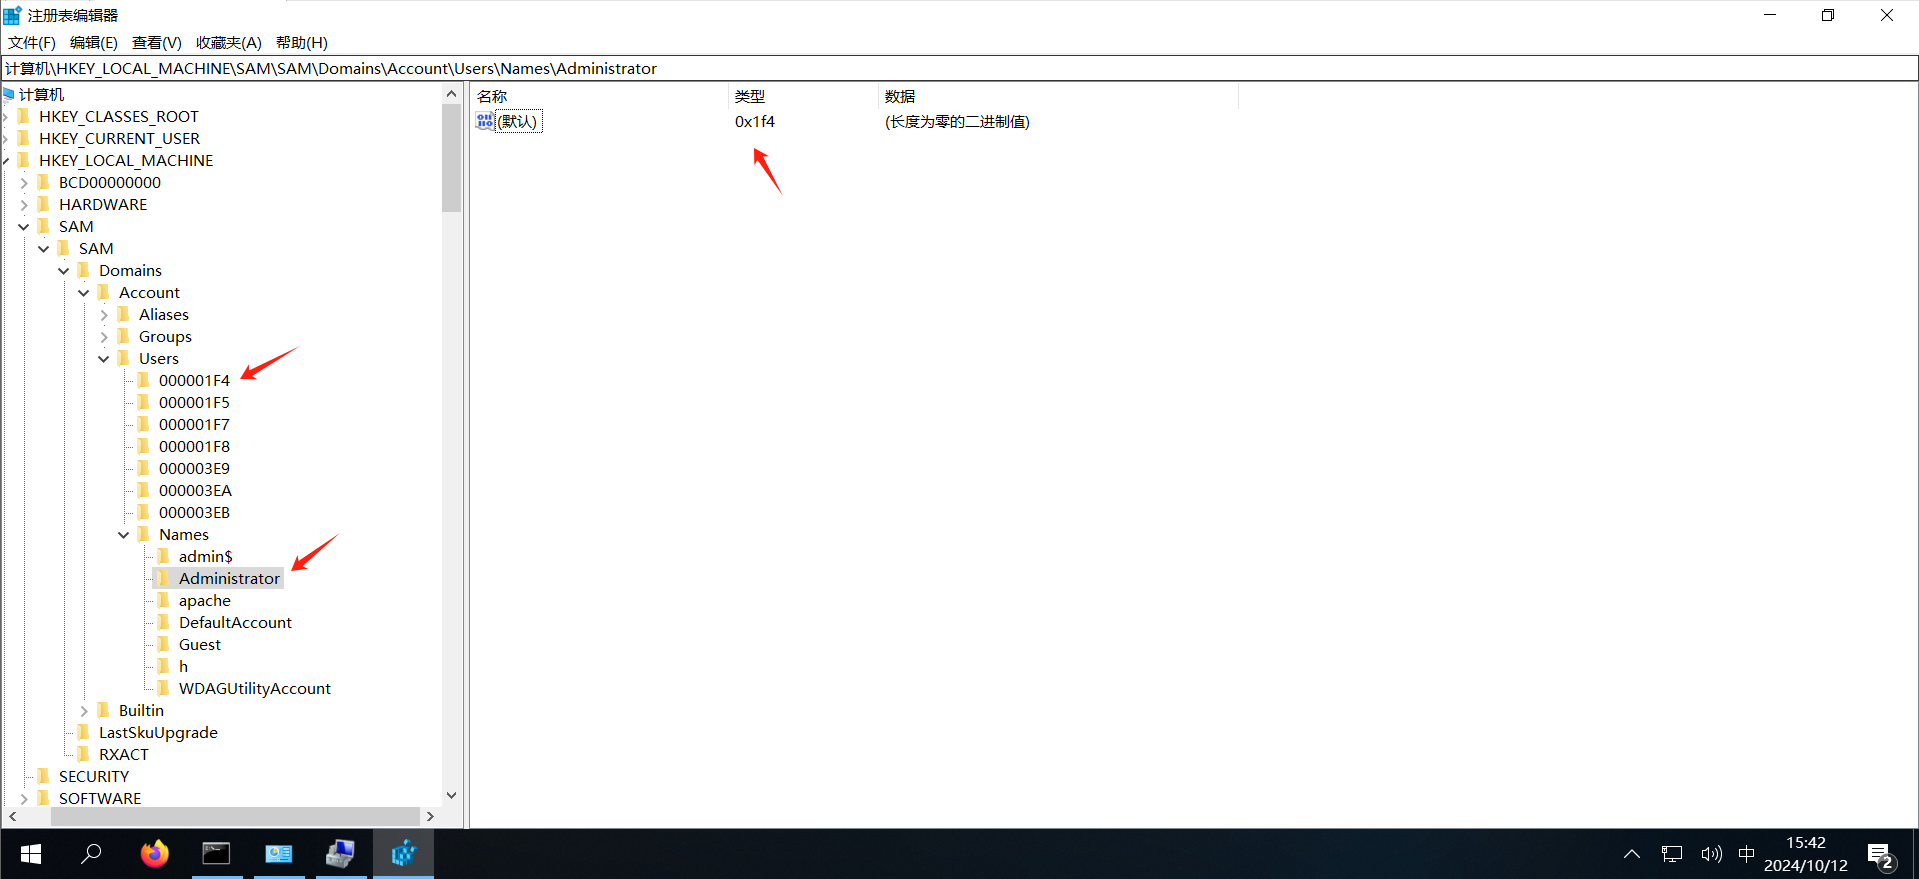 注册表编辑器
文件(F) 编辑(E) 查看(V) 收藏夹(A) 帮助(H)
计算机\HKEY_LOCAL_MACHINE\SAM\SAM\Domains\Account\Users\Names\Administrator
计算机
HKEY_CLASSES_ROOT
HKEY_CURRENT_USER
HKEY_LOCAL_MACHINE
BCD00000000
HARDWARE
SAM
SAM
Domains
Account
Aliases
Groups
Users
000001F4
000001F5
000001F7
000001F8
000003E9
000003EA
000003EB
Names
admin$
Administrator
apache
DefaultAccount
Guest
h
WDAGUtilityAccount
Builtin
LastSkuUpgrade
RXACT
SECURITY
SOFTWARE
名称 类型 数据
(默认) 0x1f4 (长度为零的二进制值)
中
15:42
2024/10/12
2